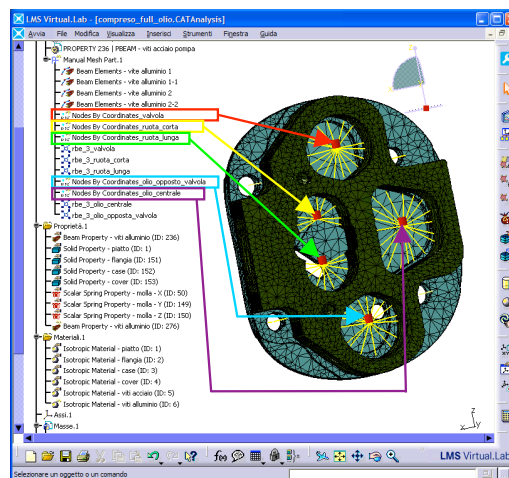 LMS Virtual.Lab - [compreso_full_olio.CATAnalysis]
Avvia File Modifica Visualizza Inserisci Strumenti Finestra Guida
PROPERTY 236 | PBEAM - viti acciaio pompa
Manual Mesh Part.1
Beam Elements - vite alluminio 1
Beam Elements - vite alluminio 1-1
Beam Elements - vite alluminio 2
Beam Elements - vite alluminio 2-2
Nodes By Coordinates_valvola
Nodes By Coordinates_ruota_corta
Nodes By Coordinates_ruota_lunga
rbe_3_valvola
rbe_3_ruota_corta
rbe_3_ruota_lunga
Nodes By Coordinates_olio_opposto_valvola
Nodes By Coordinates_olio_centrale
rbe_3_olio_centrale
rbe_3_olio_opposta_valvola
Proprietà.1
Beam Property - viti alluminio (ID: 236)
Solid Property - piatto (ID: 1)
Solid Property - flangia (ID: 151)
Solid Property - case (ID: 152)
Solid Property - cover (ID: 153)
Scalar Spring Property - molla - X (ID: 50)
Scalar Spring Property - molla - Y (ID: 149)
Scalar Spring Property - molla - Z (ID: 150)
Beam Property - viti alluminio (ID: 276)
Materiali.1
Isotropic Material - piatto (ID: 1)
Isotropic Material - flangia (ID: 2)
Isotropic Material - case (ID: 3)
Isotropic Material - cover (ID: 4)
Isotropic Material - viti acciaio (ID: 5)
Isotropic Material - viti alluminio (ID: 6)
Assi.1
Masse.1
z
x y
LMS Virtual.Lab
Selezionare un oggetto o un comando